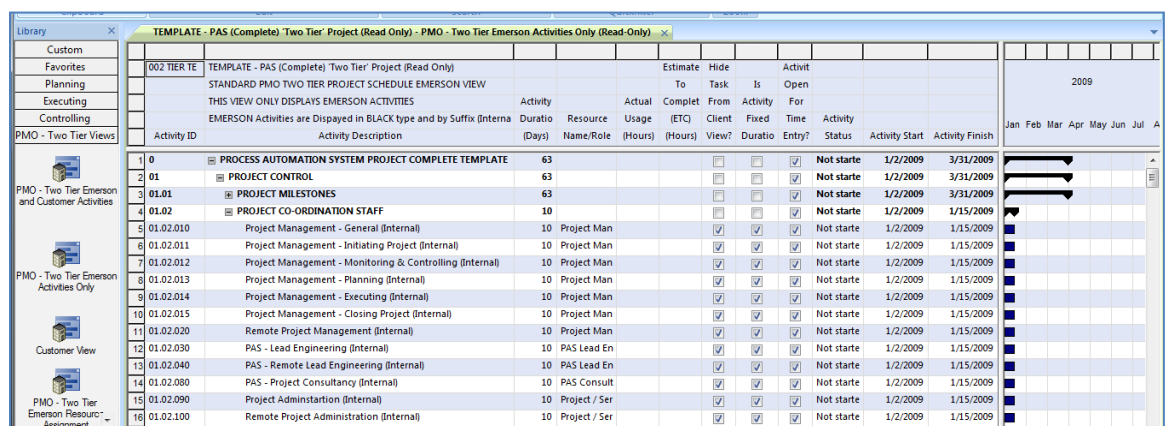 Library ×
TEMPLATE - PAS (Complete) 'Two Tier' Project (Read Only) - PMO - Two Tier Emerson Activities Only (Read-Only) ×
Custom
Favorites
Planning
Executing
Controlling
PMO - Two Tier Views
PMO - Two Tier Emerson
and Customer Activities
PMO - Two Tier Emerson
Activities Only
Customer View
PMO - Two Tier
Emerson Resource
Assignment
002 TIER TE TEMPLATE - PAS (Complete) 'Two Tier' Project (Read Only) Estimate Hide Activit
STANDARD PMO TWO TIER PROJECT SCHEDULE EMERSON VIEW To Task Is Open 2009
THIS VIEW ONLY DISPLAYS EMERSON ACTIVITIES Activity Actual Complet From Activity For
EMERSON Activities are Dispayed in BLACK type and by Suffix (Interna Duratio Resource Usage (ETC) Client Fixed Time Activity
Activity ID Activity Description (Days) Name/Role (Hours) (Hours) View? Duratio Entry? Status Activity Start Activity Finish Jan Feb Mar Apr May Jun Jul A
1 0 PROCESS AUTOMATION SYSTEM PROJECT COMPLETE TEMPLATE 63 Not starte 1/2/2009 3/31/2009
2 01 PROJECT CONTROL 63 Not starte 1/2/2009 3/31/2009
3 01.01 PROJECT MILESTONES 63 Not starte 1/2/2009 3/31/2009
4 01.02 PROJECT CO-ORDINATION STAFF 10 Not starte 1/2/2009 1/15/2009
5 01.02.010 Project Management - General (Internal) 10 Project Man Not starte 1/2/2009 1/15/2009
6 01.02.011 Project Management - Initiating Project (Internal) 10 Project Man Not starte 1/2/2009 1/15/2009
7 01.02.012 Project Management - Monitoring & Controlling (Internal) 10 Project Man Not starte 1/2/2009 1/15/2009
8 01.02.013 Project Management - Planning (Internal) 10 Project Man Not starte 1/2/2009 1/15/2009
9 01.02.014 Project Management - Executing (Internal) 10 Project Man Not starte 1/2/2009 1/15/2009
10 01.02.015 Project Management - Closing Project (Internal) 10 Project Man Not starte 1/2/2009 1/15/2009
11 01.02.020 Remote Project Management (Internal) 10 Project Man Not starte 1/2/2009 1/15/2009
12 01.02.030 PAS - Lead Engineering (Internal) 10 PAS Lead En Not starte 1/2/2009 1/15/2009
13 01.02.040 PAS - Remote Lead Engineering (Internal) 10 PAS Lead En Not starte 1/2/2009 1/15/2009
14 01.02.080 PAS - Project Consultancy (Internal) 10 PAS Consult Not starte 1/2/2009 1/15/2009
15 01.02.090 Project Adminstartion (Internal) 10 Project / Ser Not starte 1/2/2009 1/15/2009
16 01.02.100 Remote Project Administration (Internal) 10 Project / Ser Not starte 1/2/2009 1/15/2009